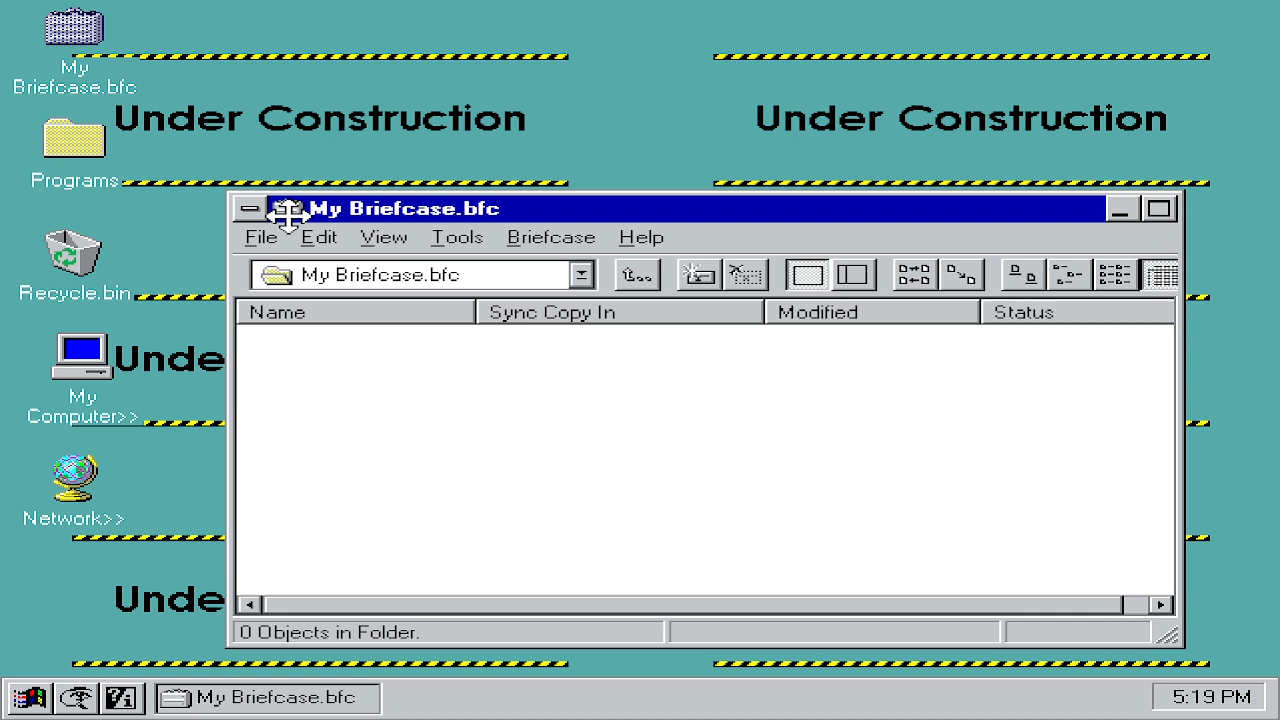 My
Briefcase.bfc
Under Construction
Under Construction
Programs
My Briefcase.bfc
File Edit View Tools Briefcase Help
My Briefcase.bfc
Name Sync Copy In Modified Status
Recycle.bin
Unde
My
Computer>>
Network>>
Unde
0 Objects in Folder.
My Briefcase.bfc
5:19 PM